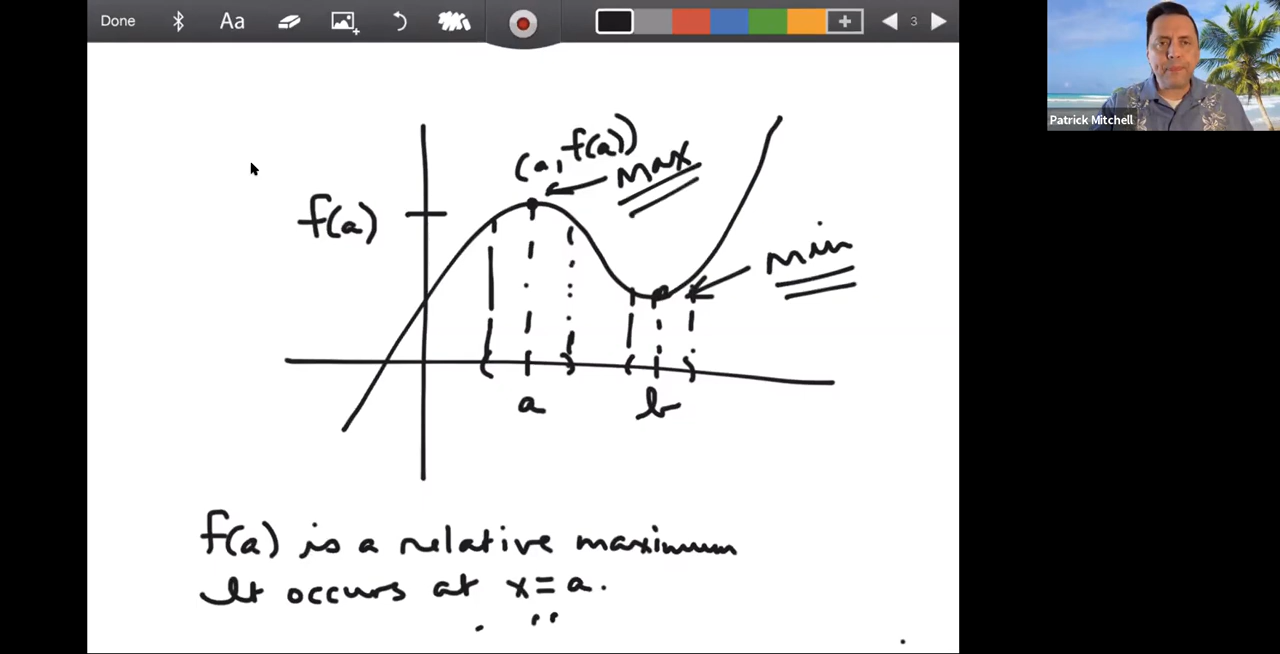 Done Aa 3
Patrick Mitchell
(a, f(a))
max
f(a)
min
a b
f(a) is a relative maximum
It occurs at x = a.